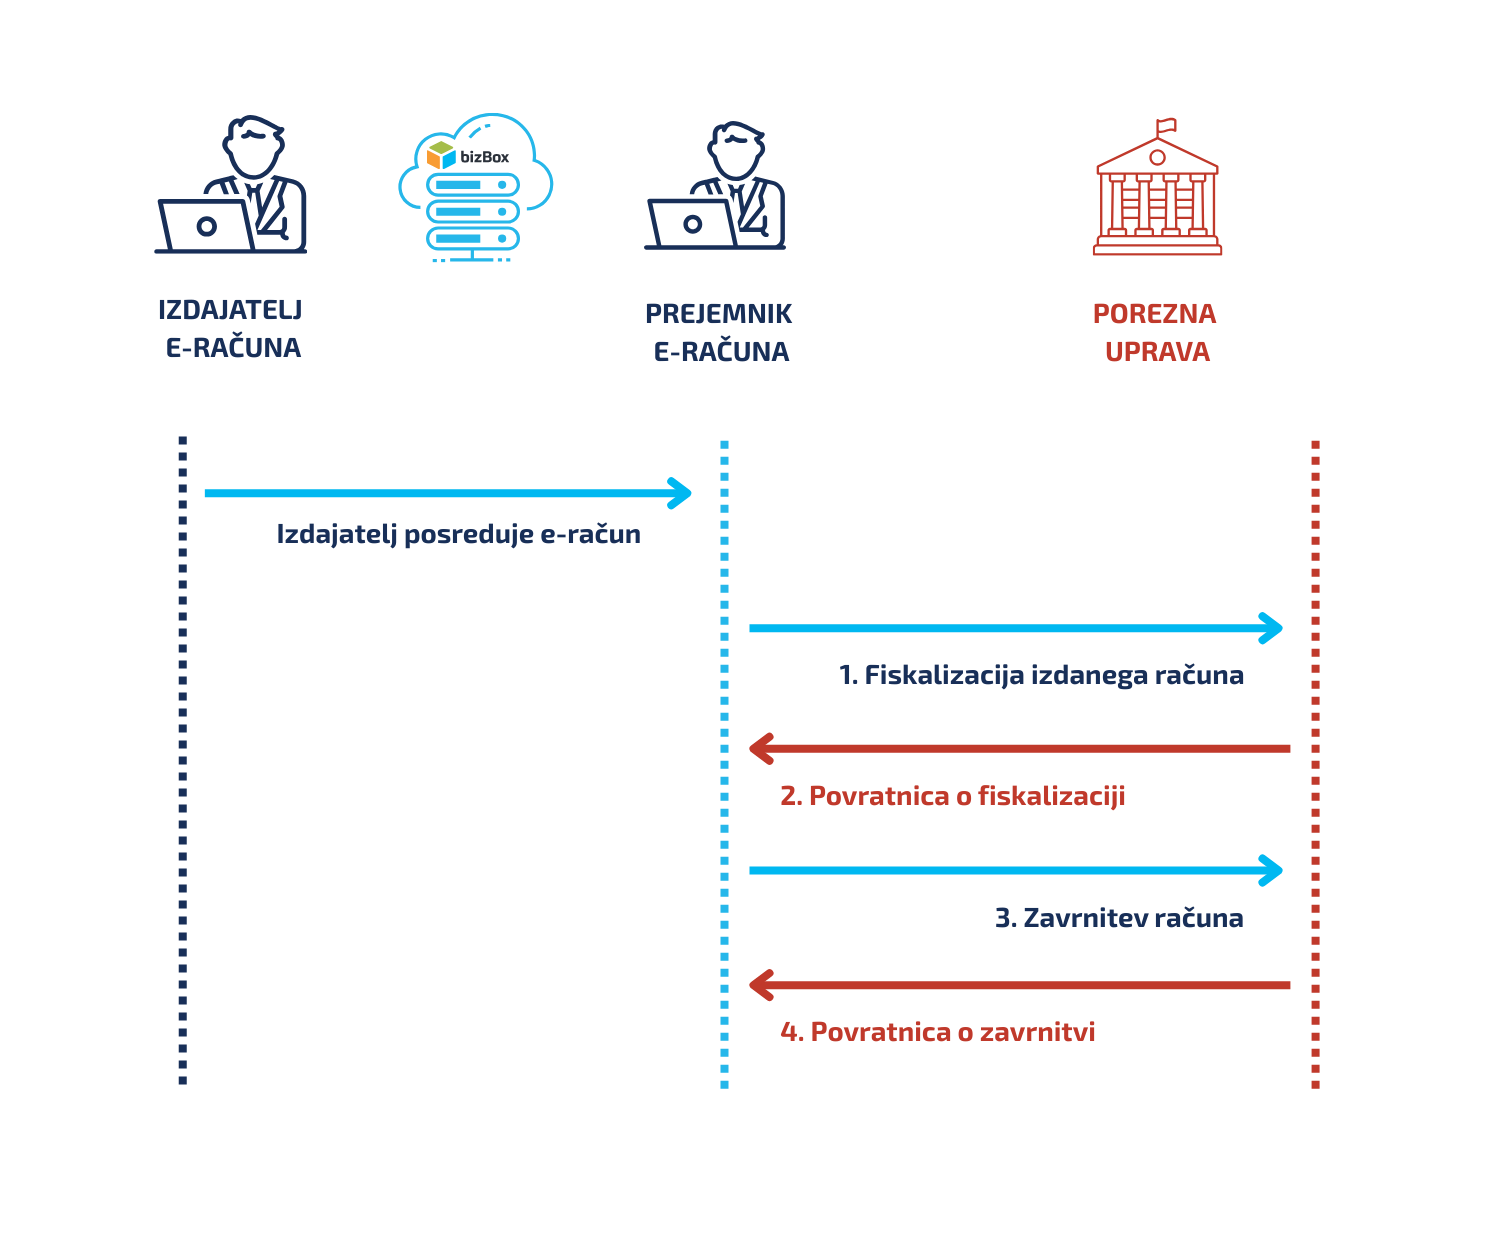 bizBox
IZDAJATELJ
E-RAČUNA
PREJEMNIK
E-RAČUNA
POREZNA
UPRAVA
Izdajatelj posreduje e-račun
1. Fiskalizacija izdanega računa
2. Povratnica o fiskalizaciji
3. Zavrnitev računa
4. Povratnica o zavrnitvi